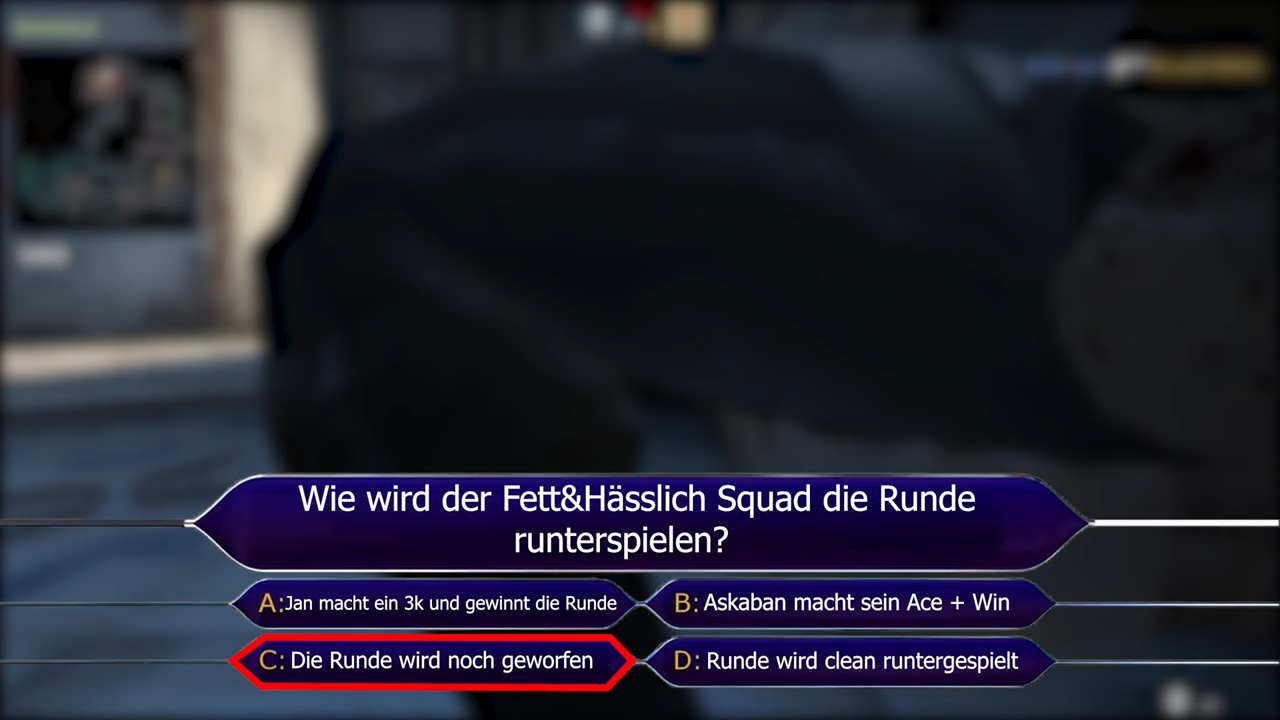 Wie wird der Fett&Hässlich Squad die Runde
runterspielen?
A:Jan macht ein 3k und gewinnt die Runde
B: Askaban macht sein Ace + Win
C: Die Runde wird noch geworfen
D: Runde wird clean runtergespielt